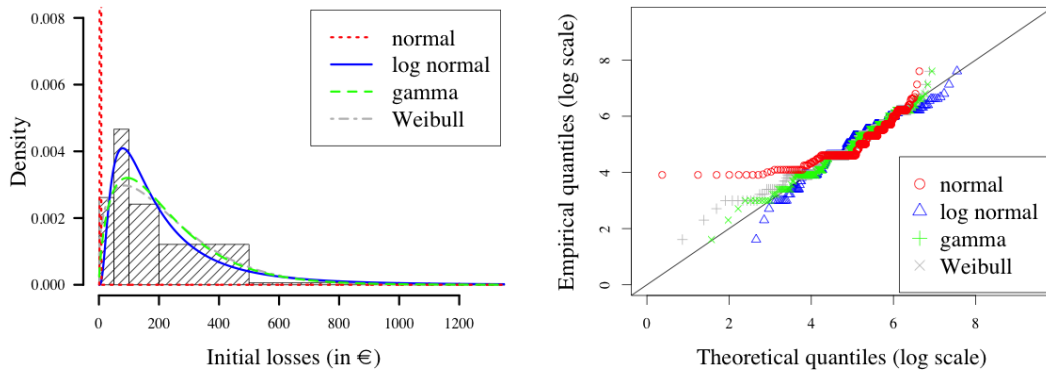 0.008
0.006
0.004
0.002
0.000
Density
normal
log normal
gamma
Weibull
0 200 400 600 800 1000 1200
Initial losses (in €)
8
6
4
2
0
Empirical quantiles (log scale)
normal
log normal
gamma
Weibull
0 2 4 6 8
Theoretical quantiles (log scale)